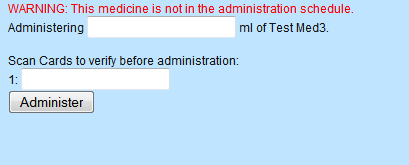 WARNING: This medicine is not in the administration schedule.
Administering ml of Test Med3.
Scan Cards to verify before administration:
1:
Administer